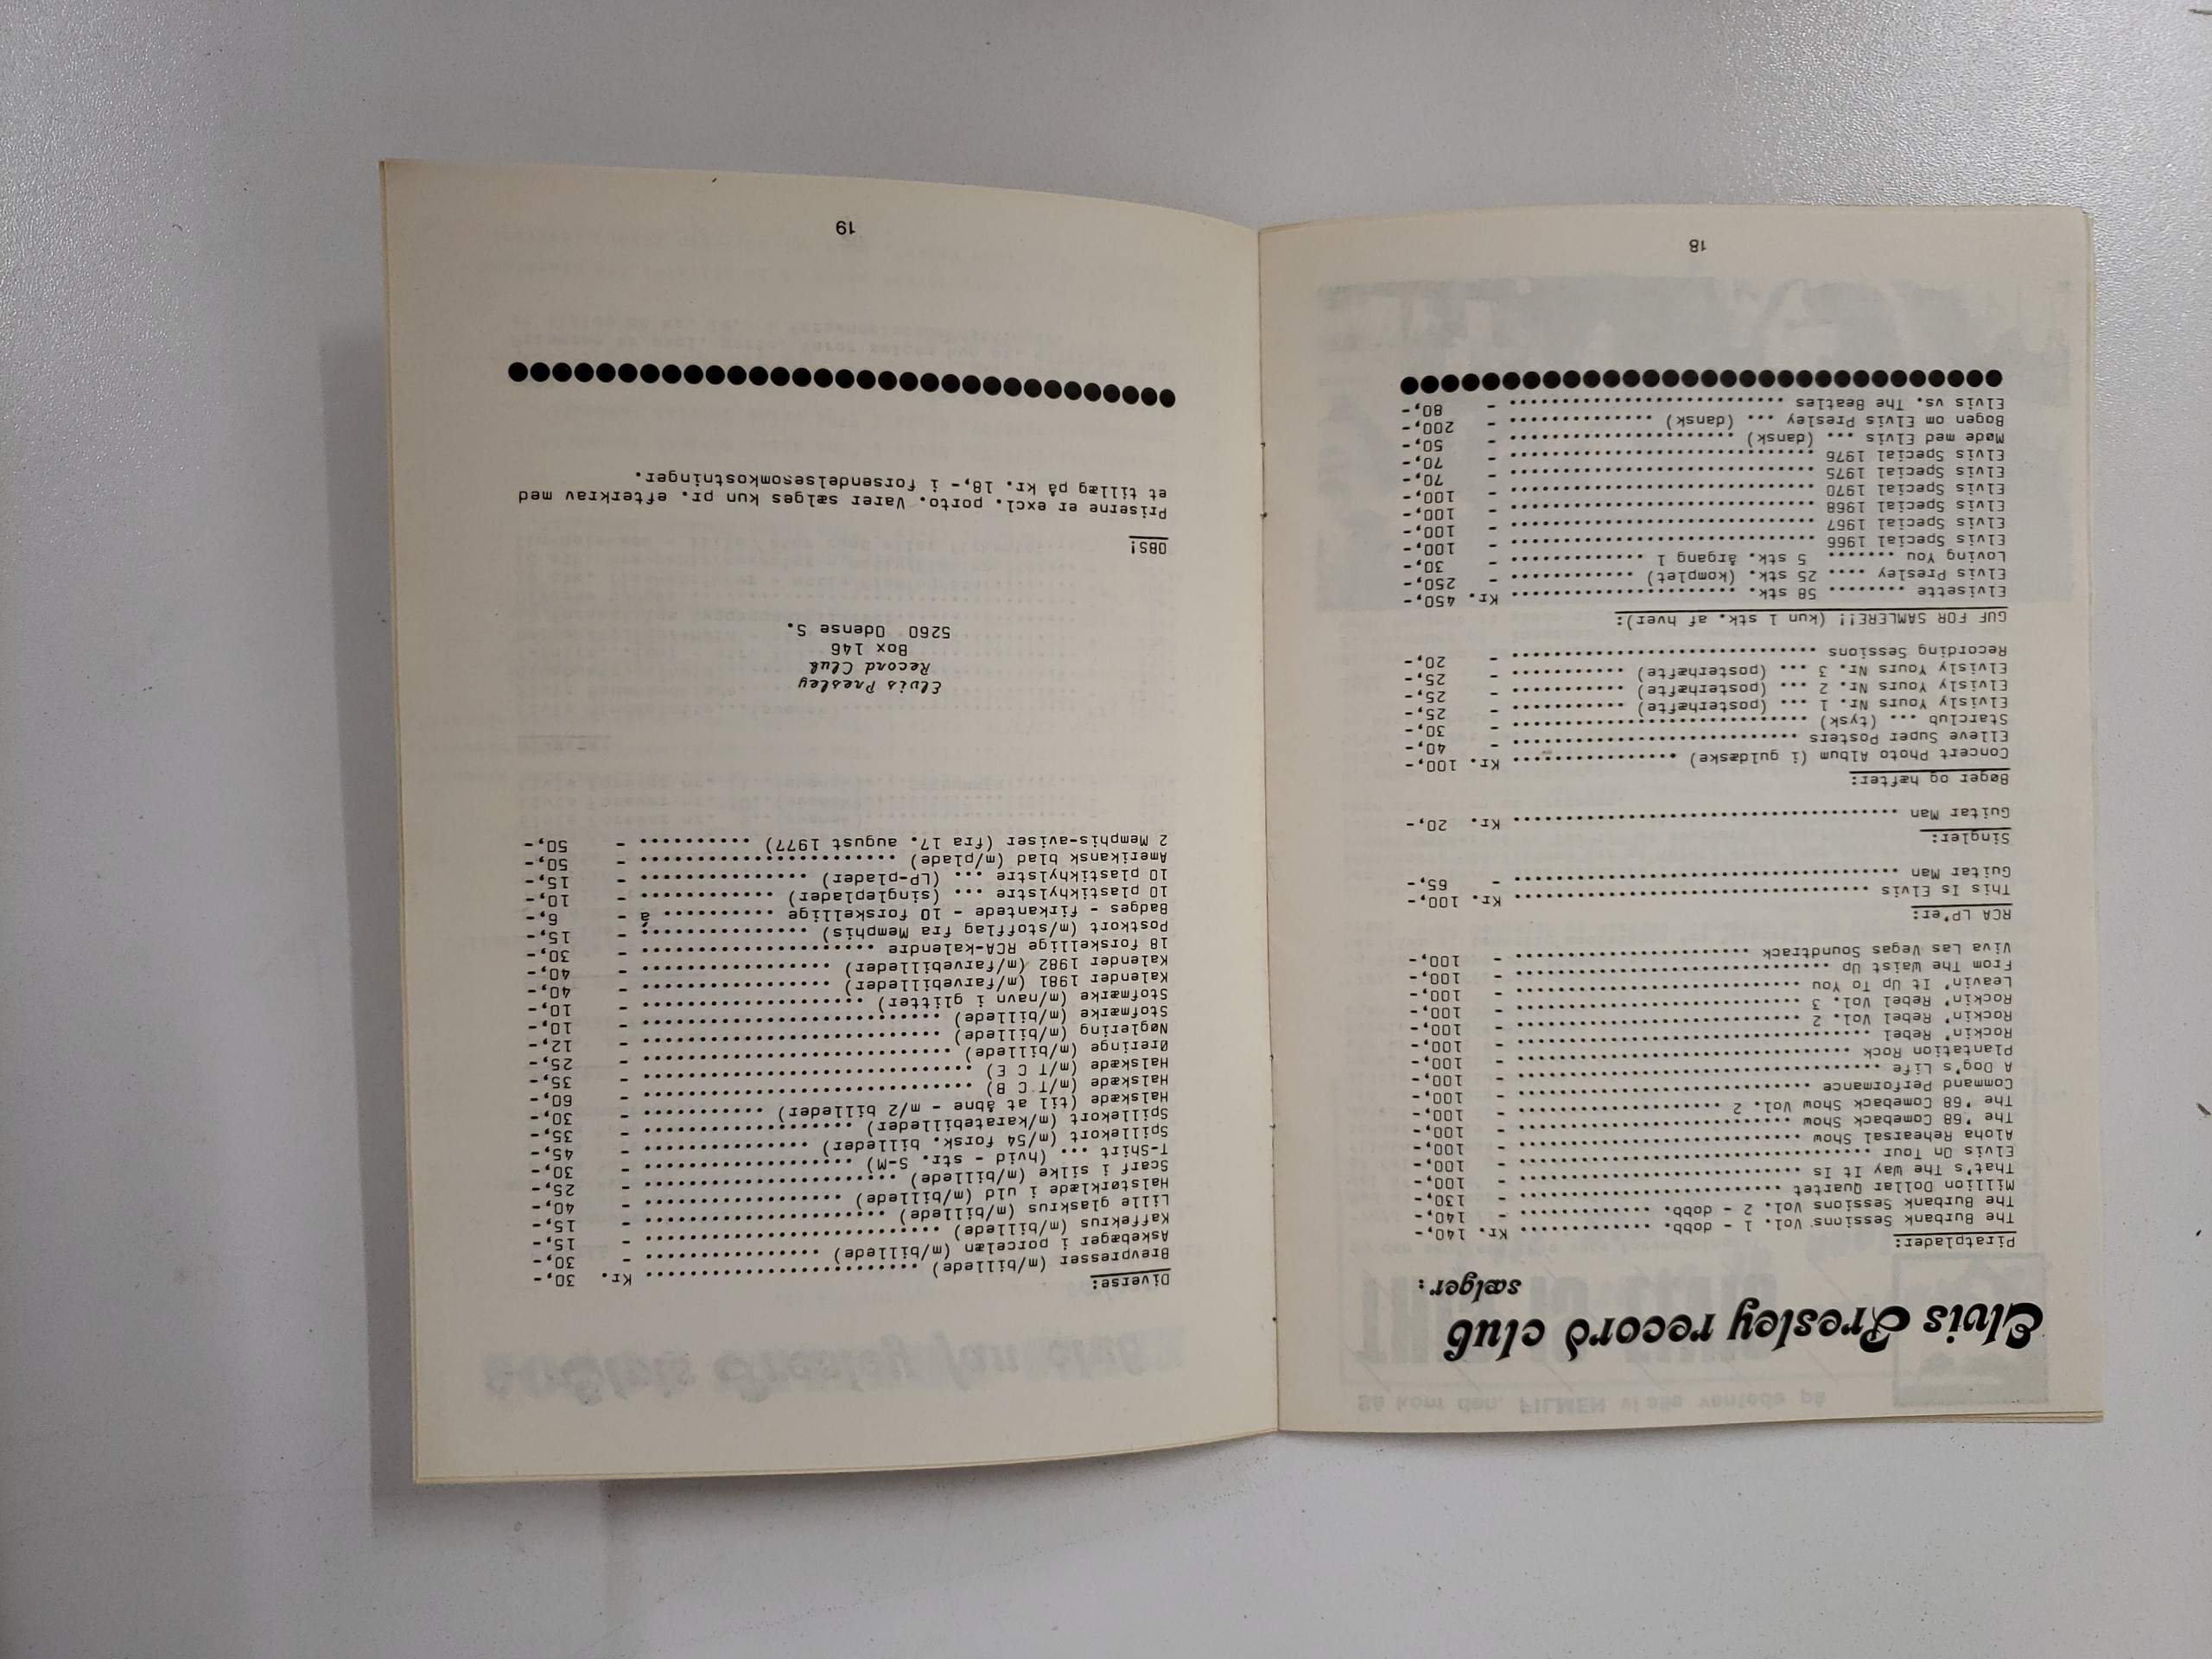 Elvis Presley record club
sælger:
Piratplader:
The Burbank Sessions Vol. 1 - dobb. ............ Kr. 140,-
The Burbank Sessions Vol. 2 - dobb. ............ - 140,-
Million Dollar Quartet ......................... - 130,-
That's The Way It Is ........................... - 100,-
Elvis On Tour .................................. - 100,-
Aloha Rehearsal Show ........................... - 100,-
The '68 Comeback Show .......................... - 100,-
The '68 Comeback Show Vol. 2 ................... - 100,-
Command Performance ............................ - 100,-
A Dog's Life ................................... - 100,-
Plantation Rock ................................ - 100,-
Rockin' Rebel .................................. - 100,-
Rockin' Rebel Vol. 2 ........................... - 100,-
Rockin' Rebel Vol. 3 ........................... - 100,-
Leavin' It Up To You ........................... - 100,-
From The Waist Up .............................. - 100,-
Viva Las Vegas Soundtrack ...................... - 100,-
RCA LP'er:
This Is Elvis .................................. Kr. 100,-
Guitar Man ..................................... - 65,-
Singler:
Guitar Man ..................................... Kr. 20,-
Bøger og hæfter:
Concert Photo Album (i guldæske) ............... Kr. 100,-
Elleve Super Posters ........................... - 40,-
Starclub ... (tysk) ............................ - 30,-
Elvisly Yours Nr. 1 ... (posterhæfte) .......... - 25,-
Elvisly Yours Nr. 2 ... (posterhæfte) .......... - 25,-
Elvisly Yours Nr. 3 ... (posterhæfte) .......... - 25,-
Recording Sessions ............................. - 20,-
GUF FOR SAMLERE!! (kun 1 stk. af hver):
Elvisette ........ 58 stk. ..................... Kr. 450,-
Elvis Presley .... 25 stk. (komplet) ........... - 250,-
Loving You ....... 5 stk. årgang 1 ............. - 30,-
Elvis Special 1966 ............................. - 100,-
Elvis Special 1967 ............................. - 100,-
Elvis Special 1968 ............................. - 100,-
Elvis Special 1970 ............................. - 100,-
Elvis Special 1975 ............................. - 70,-
Elvis Special 1976 ............................. - 70,-
Møde med Elvis ... (dansk) ..................... - 50,-
Bogen om Elvis Presley ... (dansk) ............. - 200,-
Elvis vs. The Beatles .......................... - 80,-
18
Diverse:
Brevpresser (m/billede) ........................ Kr. 30,-
Askebæger i porcelæn (m/billede) ............... - 30,-
Kaffekrus (m/billede) .......................... - 15,-
Lille glaskrus (m/billede) ..................... - 15,-
Halstørklæde i uld (m/billede) ................. - 40,-
Scarf i silke (m/billede) ...................... - 25,-
T-Shirt ... (hvid - str. S-M) .................. - 30,-
Spillekort (m/54 forsk. billeder) .............. - 45,-
Spillekort (m/karatebilleder) .................. - 35,-
Halskæde (til at åbne - m/2 billeder) .......... - 30,-
Halskæde (m/T C B) ............................. - 60,-
Halskæde (m/T C E) ............................. - 35,-
Øreringe (m/billede) ........................... - 25,-
Nøglering (m/billede) .......................... - 12,-
Stofmærke (m/billede) .......................... - 10,-
Stofmærke (m/navn i glitter) ................... - 10,-
Kalender 1981 (m/farvebilleder) ................ - 40,-
Kalender 1982 (m/farvebilleder) ................ - 40,-
18 forskellige RCA-kalendre .................... - 30,-
Postkort (m/stofflag fra Memphis) .............. - 15,-
Badges - firkantede - 10 forskellige .......... á - 6,-
10 plastikhylstre ... (singleplader) ........... - 10,-
10 plastikhylstre ... (LP-plader) .............. - 15,-
Amerikansk blad (m/plade) ...................... - 50,-
2 Memphis-aviser (fra 17. august 1977) ......... - 50,-
Elvis Presley
Record Club
Box 146
5260 Odense S.
OBS!
Priserne er excl. porto. Varer sælges kun pr. efterkrav med
et tillæg på kr. 18,- i forsendelsesomkostninger.
19